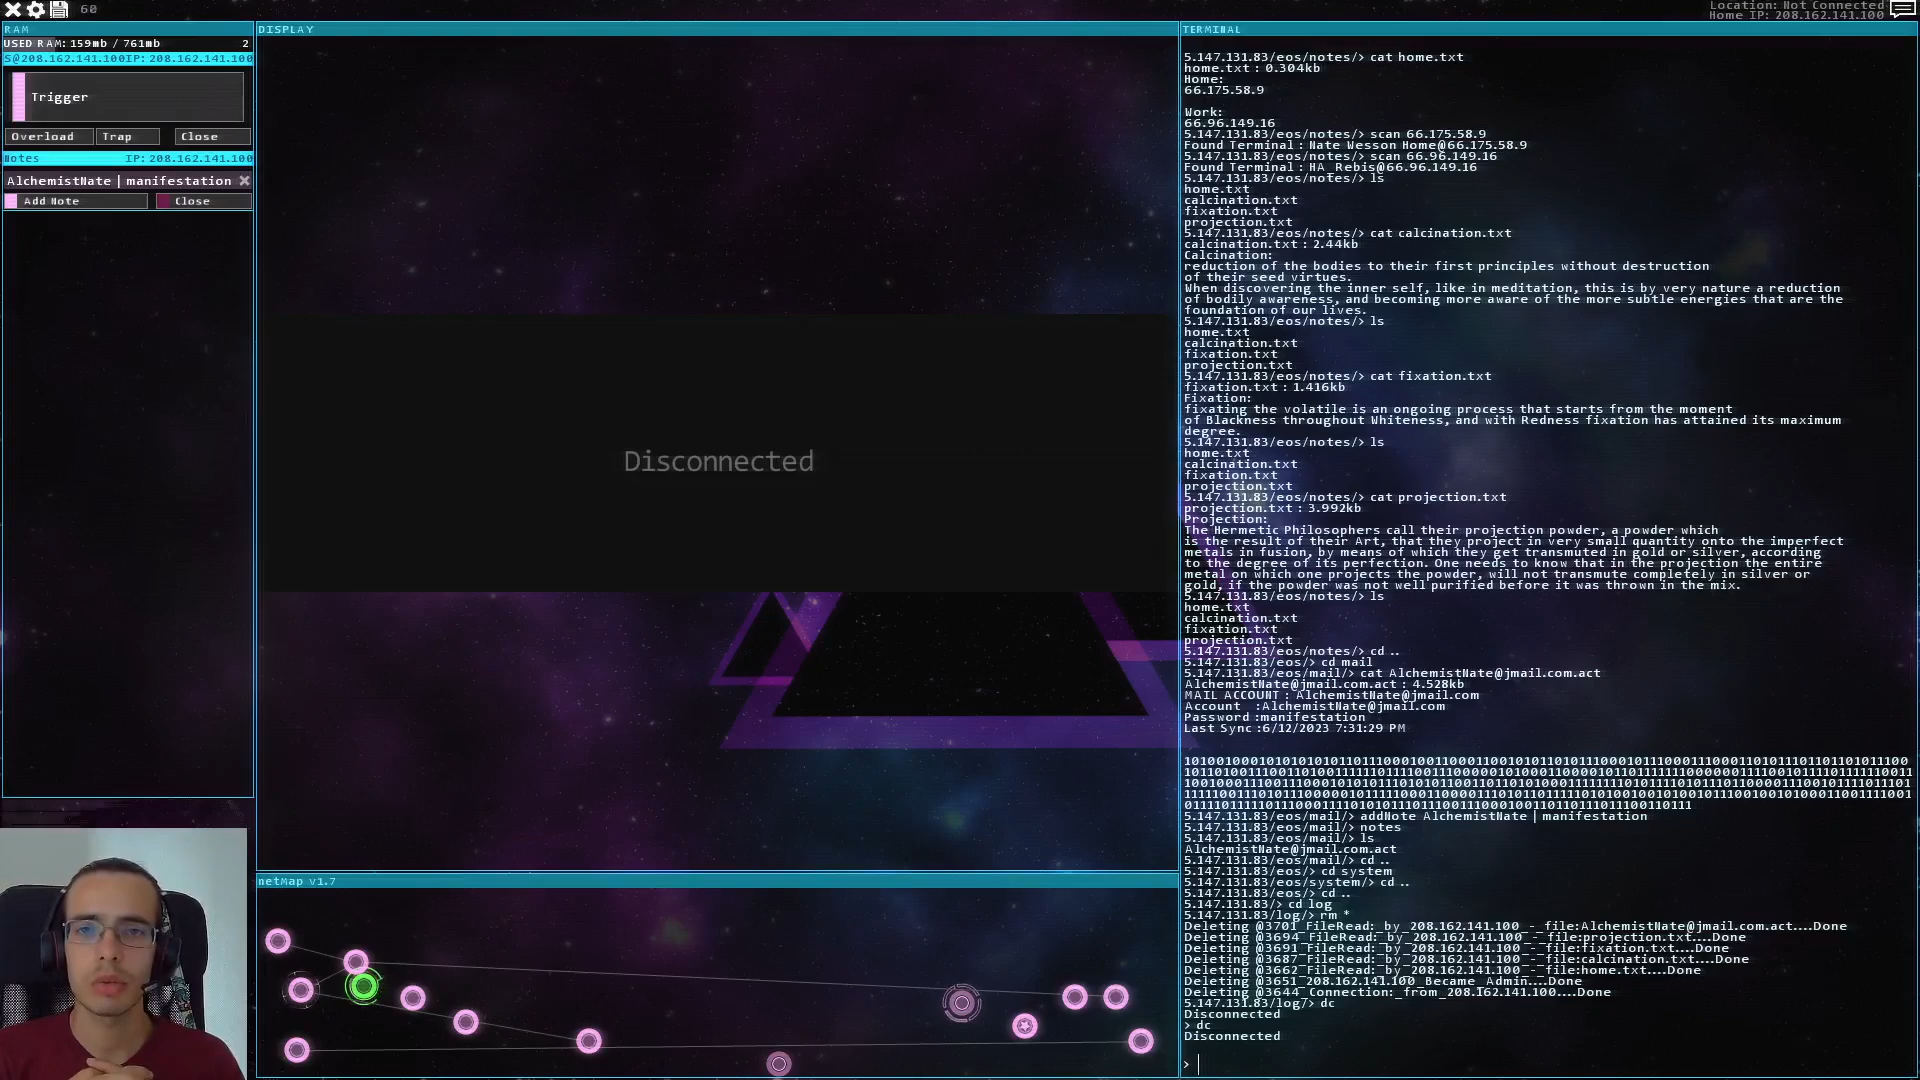 60
Location: Not Connected
Home IP: 208.162.141.100
RAM
USED RAM: 159mb / 761mb 2
S@208.162.141.100IP: 208.162.141.100
Trigger
Overload Trap Close
Notes IP: 208.162.141.100
AlchemistNate | manifestation
Add Note Close
DISPLAY
Disconnected
netMap v1.7
TERMINAL
5.147.131.83/eos/notes/> cat home.txt
home.txt : 0.304kb
Home:
66.175.58.9
Work:
66.96.149.16
5.147.131.83/eos/notes/> scan 66.175.58.9
Found Terminal : Nate Wesson Home@66.175.58.9
5.147.131.83/eos/notes/> scan 66.96.149.16
Found Terminal : HA_Rebis@66.96.149.16
5.147.131.83/eos/notes/> ls
home.txt
calcination.txt
fixation.txt
projection.txt
5.147.131.83/eos/notes/> cat calcination.txt
calcination.txt : 2.44kb
Calcination:
reduction of the bodies to their first principles without destruction
of their seed virtues.
When discovering the inner self, like in meditation, this is by very nature a reduction
of bodily awareness, and becoming more aware of the more subtle energies that are the
foundation of our lives.
5.147.131.83/eos/notes/> ls
home.txt
calcination.txt
fixation.txt
projection.txt
5.147.131.83/eos/notes/> cat fixation.txt
fixation.txt : 1.416kb
Fixation:
fixating the volatile is an ongoing process that starts from the moment
of Blackness throughout Whiteness, and with Redness fixation has attained its maximum
degree.
5.147.131.83/eos/notes/> ls
home.txt
calcination.txt
fixation.txt
projection.txt
5.147.131.83/eos/notes/> cat projection.txt
projection.txt : 3.992kb
Projection:
The Hermetic Philosophers call their projection powder, a powder which
is the result of their Art, that they project in very small quantity onto the imperfect
metals in fusion, by means of which they get transmuted in gold or silver, according
to the degree of its perfection. One needs to know that in the projection the entire
metal on which one projects the powder, will not transmute completely in silver or
gold, if the powder was not well purified before it was thrown in the mix.
5.147.131.83/eos/notes/> ls
home.txt
calcination.txt
fixation.txt
projection.txt
5.147.131.83/eos/notes/> cd ..
5.147.131.83/eos/> cd mail
5.147.131.83/eos/mail/> cat AlchemistNate@jmail.com.act
AlchemistNate@jmail.com.act : 4.528kb
MAIL ACCOUNT : AlchemistNate@jmail.com
Account :AlchemistNate@jmail.com
Password :manifestation
Last Sync :6/12/2023 7:31:29 PM
5.147.131.83/eos/mail/> addNote AlchemistNate | manifestation
5.147.131.83/eos/mail/> notes
5.147.131.83/eos/mail/> ls
AlchemistNate@jmail.com.act
5.147.131.83/eos/mail/> cd ..
5.147.131.83/eos/> cd system
5.147.131.83/eos/system/> cd ..
5.147.131.83/eos/> cd ..
5.147.131.83/> cd log
5.147.131.83/log/> rm *
Deleting @3701_FileRead:_by_208.162.141.100_-_file:AlchemistNate@jmail.com.act....Done
Deleting @3694_FileRead:_by_208.162.141.100_-_file:projection.txt....Done
Deleting @3691_FileRead:_by_208.162.141.100_-_file:fixation.txt....Done
Deleting @3687_FileRead:_by_208.162.141.100_-_file:calcination.txt....Done
Deleting @3662_FileRead:_by_208.162.141.100_-_file:home.txt....Done
Deleting @3651_208.162.141.100_Became_Admin....Done
Deleting @3644_Connection:_from_208.162.141.100....Done
5.147.131.83/log/> dc
Disconnected
> dc
Disconnected
>